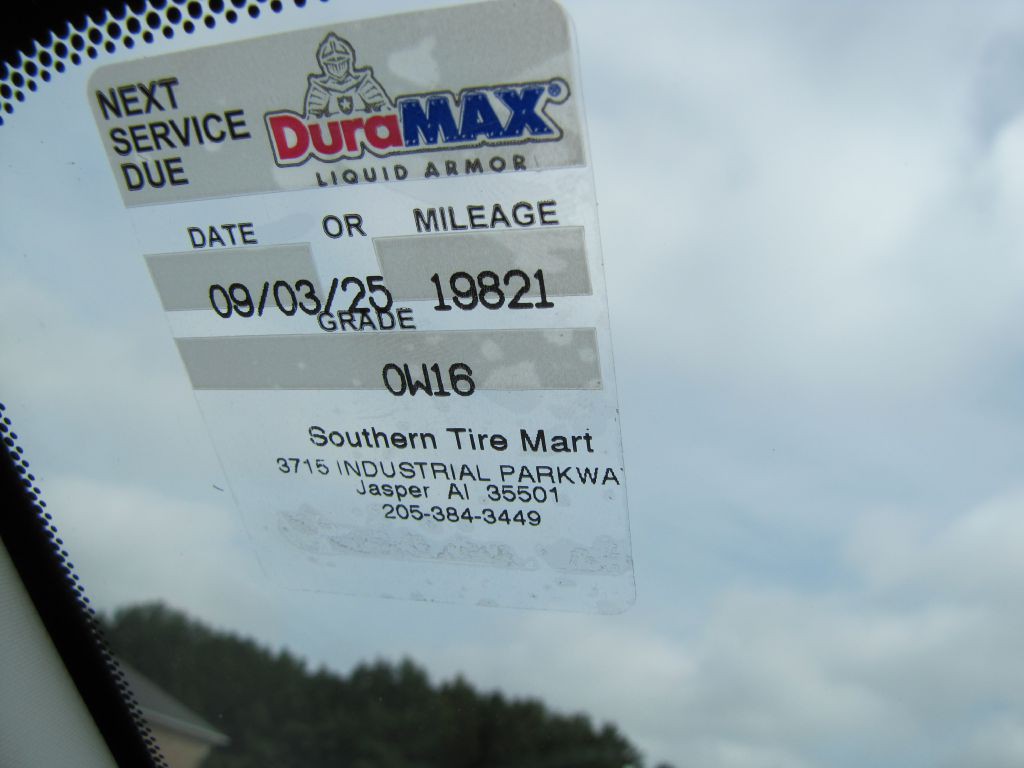 NEXT
SERVICE
DUE
DuraMAX®
LIQUID ARMOR
DATE OR MILEAGE
09/03/25 19821
GRADE
0W16
Southern Tire Mart
3715 INDUSTRIAL PARKWA
Jasper Al 35501
205-384-3449